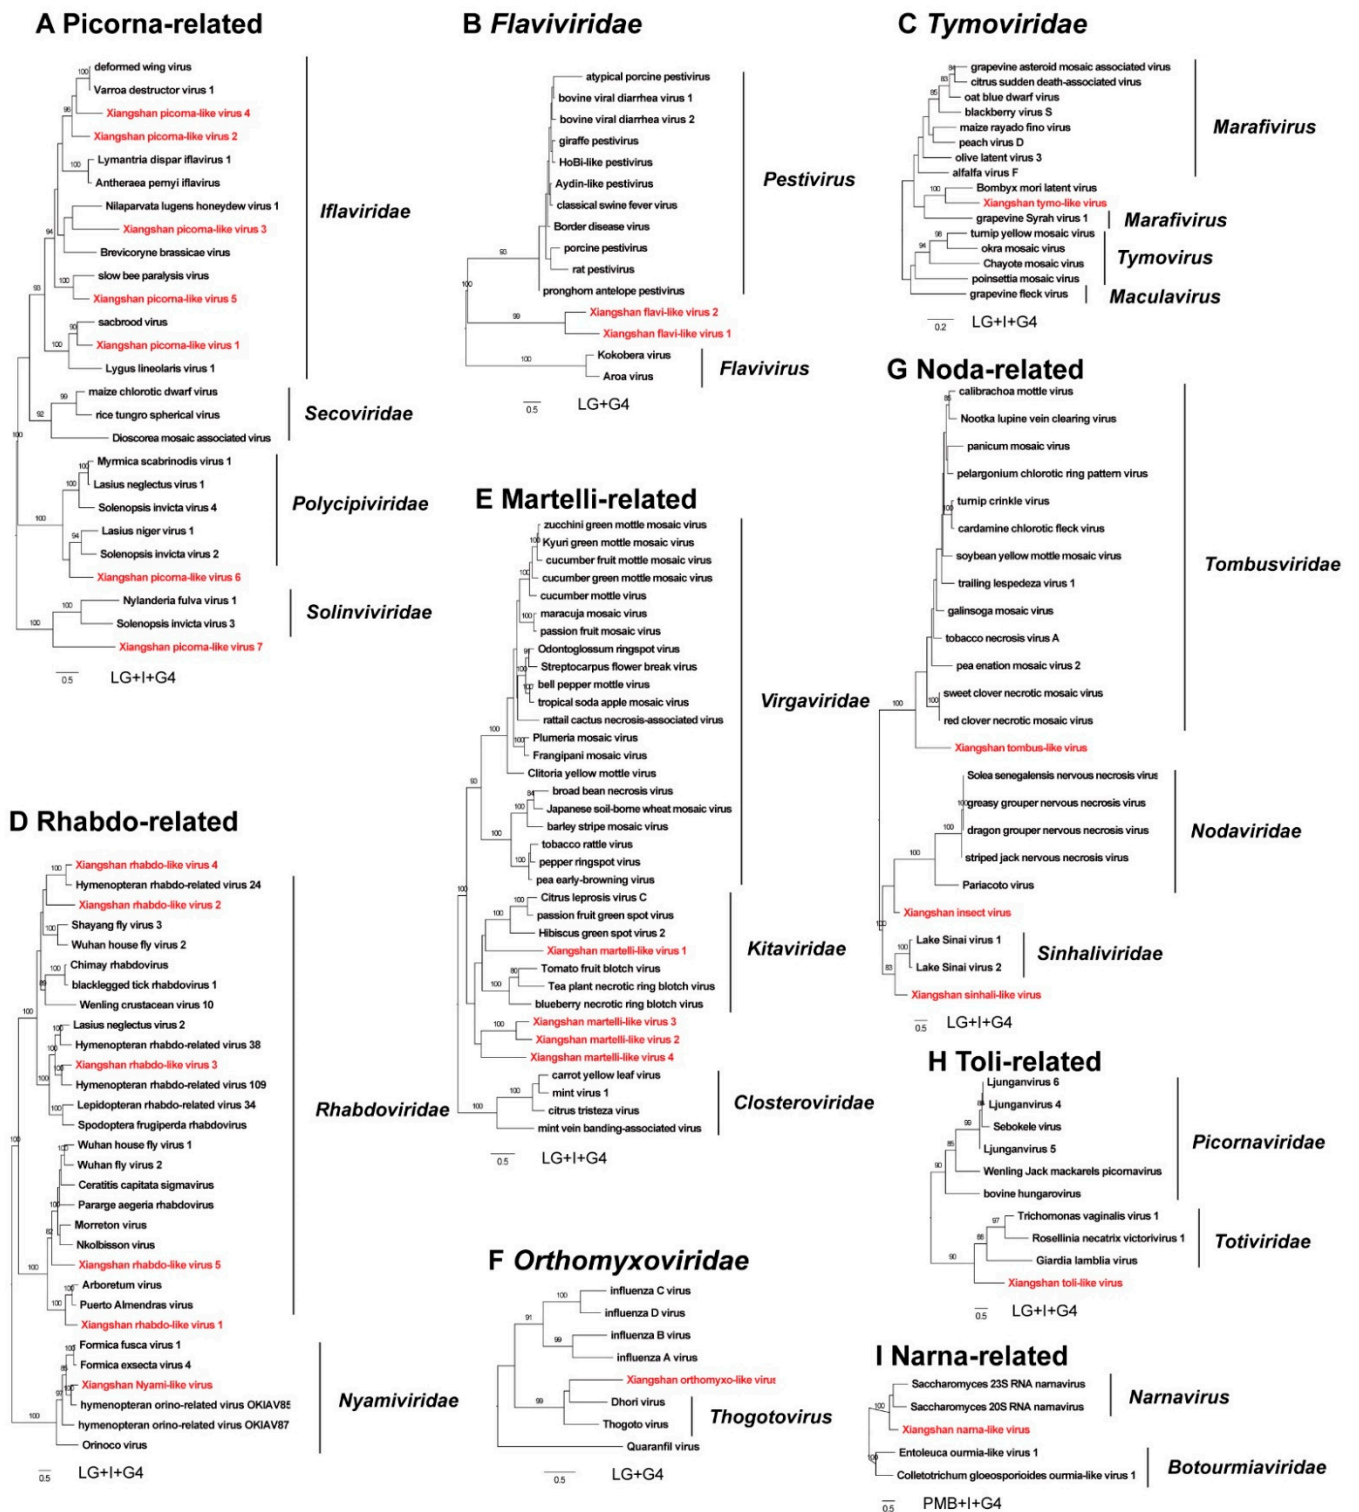 A Picorna-related
deformed wing virus
Varroa destructor virus 1
Xiangshan picorna-like virus 4
Xiangshan picorna-like virus 2
Lymantria dispar iflavirus 1
Antheraea pernyi iflavirus
Nilaparvata lugens honeydew virus 1
Xiangshan picorna-like virus 3
Brevicoryne brassicae virus
slow bee paralysis virus
Xiangshan picorna-like virus 5
sacbrood virus
Xiangshan picorna-like virus 1
Lygus lineolaris virus 1
Iflaviridae
maize chlorotic dwarf virus
rice tungro spherical virus
Dioscorea mosaic associated virus
Secoviridae
Myrmica scabrinodis virus 1
Lasius neglectus virus 1
Solenopsis invicta virus 4
Lasius niger virus 1
Solenopsis invicta virus 2
Xiangshan picorna-like virus 6
Polycipiviridae
Nylanderia fulva virus 1
Solenopsis invicta virus 3
Xiangshan picorna-like virus 7
Solinviviridae
0.5 LG+I+G4
B Flaviviridae
atypical porcine pestivirus
bovine viral diarrhea virus 1
bovine viral diarrhea virus 2
giraffe pestivirus
HoBi-like pestivirus
Aydin-like pestivirus
classical swine fever virus
Border disease virus
porcine pestivirus
rat pestivirus
pronghorn antelope pestivirus
Pestivirus
Xiangshan flavi-like virus 2
Xiangshan flavi-like virus 1
Kokobera virus
Aroa virus
Flavivirus
0.5 LG+G4
C Tymoviridae
grapevine asteroid mosaic associated virus
citrus sudden death-associated virus
oat blue dwarf virus
blackberry virus S
maize rayado fino virus
peach virus D
olive latent virus 3
alfalfa virus F
Marafivirus
Bombyx mori latent virus
Xiangshan tymo-like virus
grapevine Syrah virus 1
Marafivirus
turnip yellow mosaic virus
okra mosaic virus
Chayote mosaic virus
poinsettia mosaic virus
Tymovirus
grapevine fleck virus
Maculavirus
0.2 LG+I+G4
D Rhabdo-related
Xiangshan rhabdo-like virus 4
Hymenopteran rhabdo-related virus 24
Xiangshan rhabdo-like virus 2
Shayang fly virus 3
Wuhan house fly virus 2
Chimay rhabdovirus
blacklegged tick rhabdovirus 1
Wenling crustacean virus 10
Lasius neglectus virus 2
Hymenopteran rhabdo-related virus 38
Xiangshan rhabdo-like virus 3
Hymenopteran rhabdo-related virus 109
Lepidopteran rhabdo-related virus 34
Spodoptera frugiperda rhabdovirus
Wuhan house fly virus 1
Wuhan fly virus 2
Ceratitis capitata sigmavirus
Pararge aegeria rhabdovirus
Morreton virus
Nkolbisson virus
Xiangshan rhabdo-like virus 5
Arboretum virus
Puerto Almendras virus
Xiangshan rhabdo-like virus 1
Rhabdoviridae
Formica fusca virus 1
Formica exsecta virus 4
Xiangshan Nyami-like virus
hymenopteran orino-related virus OKIAV85
hymenopteran orino-related virus OKIAV87
Orinoco virus
Nyamiviridae
0.5 LG+I+G4
E Martelli-related
zucchini green mottle mosaic virus
Kyuri green mottle mosaic virus
cucumber fruit mottle mosaic virus
cucumber green mottle mosaic virus
cucumber mottle virus
maracuja mosaic virus
passion fruit mosaic virus
Odontoglossum ringspot virus
Streptocarpus flower break virus
bell pepper mottle virus
tropical soda apple mosaic virus
rattail cactus necrosis-associated virus
Plumeria mosaic virus
Frangipani mosaic virus
Clitoria yellow mottle virus
broad bean necrosis virus
Japanese soil-borne wheat mosaic virus
barley stripe mosaic virus
tobacco rattle virus
pepper ringspot virus
pea early-browning virus
Virgaviridae
Citrus leprosis virus C
passion fruit green spot virus
Hibiscus green spot virus 2
Xiangshan martelli-like virus 1
Tomato fruit blotch virus
Tea plant necrotic ring blotch virus
blueberry necrotic ring blotch virus
Kitaviridae
Xiangshan martelli-like virus 3
Xiangshan martelli-like virus 2
Xiangshan martelli-like virus 4
carrot yellow leaf virus
mint virus 1
citrus tristeza virus
mint vein banding-associated virus
Closteroviridae
0.5 LG+I+G4
F Orthomyxoviridae
influenza C virus
influenza D virus
influenza B virus
influenza A virus
Xiangshan orthomyxo-like virus
Dhori virus
Thogoto virus
Thogotovirus
Quaranfil virus
0.5 LG+G4
G Noda-related
calibrachoa mottle virus
Nootka lupine vein clearing virus
panicum mosaic virus
pelargonium chlorotic ring pattern virus
turnip crinkle virus
cardamine chlorotic fleck virus
soybean yellow mottle mosaic virus
trailing lespedeza virus 1
galinsoga mosaic virus
tobacco necrosis virus A
pea enation mosaic virus 2
sweet clover necrotic mosaic virus
red clover necrotic mosaic virus
Tombusviridae
Xiangshan tombus-like virus
Solea senegalensis nervous necrosis virus
greasy grouper nervous necrosis virus
dragon grouper nervous necrosis virus
striped jack nervous necrosis virus
Pariacoto virus
Nodaviridae
Xiangshan insect virus
Lake Sinai virus 1
Lake Sinai virus 2
Sinhaliviridae
Xiangshan sinhali-like virus
0.5 LG+I+G4
H Toli-related
Ljunganvirus 6
Ljunganvirus 4
Sebokele virus
Ljunganvirus 5
Wenling Jack mackarels picornavirus
bovine hungarovirus
Picornaviridae
Trichomonas vaginalis virus 1
Rosellinia necatrix victorivirus 1
Giardia lamblia virus
Totiviridae
Xiangshan toli-like virus
0.5 LG+I+G4
I Narna-related
Saccharomyces 23S RNA narnavirus
Saccharomyces 20S RNA narnavirus
Narnavirus
Xiangshan narna-like virus
Entoleuca ourmia-like virus 1
Colletotrichum gloeosporioides ourmia-like virus 1
Botourmiaviridae
0.5 PMB+I+G4